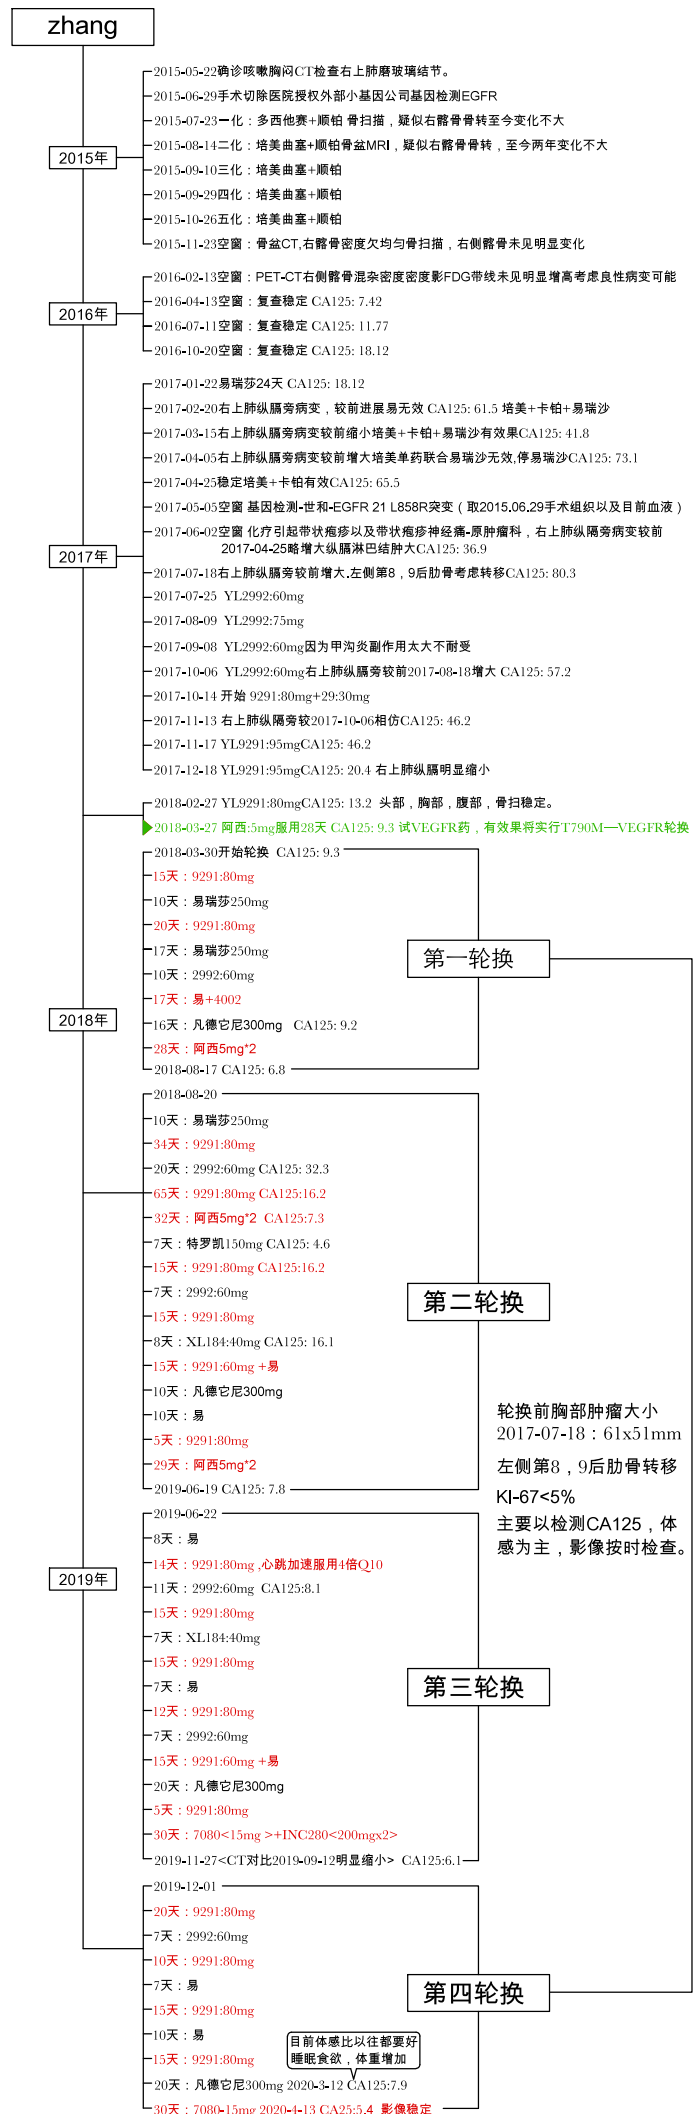 zhang
2015年
2015-05-22确诊咳嗽胸闷CT检查右上肺磨玻璃结节。
2015-06-29手术切除医院授权外部小基因公司基因检测EGFR
2015-07-23一化：多西他赛+顺铂 骨扫描，疑似右髂骨骨转至今变化不大
2015-08-14二化：培美曲塞+顺铂骨盆MRI，疑似右髂骨骨转，至今两年变化不大
2015-09-10三化：培美曲塞+顺铂
2015-09-29四化：培美曲塞+顺铂
2015-10-26五化：培美曲塞+顺铂
2015-11-23空窗：骨盆CT,右髂骨密度欠均匀骨扫描，右侧髂骨未见明显变化
2016年
2016-02-13空窗：PET-CT右侧髂骨混杂密度密度影FDG带线未见明显增高考虑良性病变可能
2016-04-13空窗：复查稳定 CA125: 7.42
2016-07-11空窗：复查稳定 CA125: 11.77
2016-10-20空窗：复查稳定 CA125: 18.12
2017年
2017-01-22易瑞莎24天 CA125: 18.12
2017-02-20右上肺纵膈旁病变，较前进展易无效 CA125: 61.5 培美+卡铂+易瑞沙
2017-03-15右上肺纵膈旁病变较前缩小培美+卡铂+易瑞沙有效果CA125: 41.8
2017-04-05右上肺纵膈旁病变较前增大培美单药联合易瑞沙无效,停易瑞沙CA125: 73.1
2017-04-25稳定培美+卡铂有效CA125: 65.5
2017-05-05空窗 基因检测-世和-EGFR 21 L858R突变（取2015.06.29手术组织以及目前血液）
2017-06-02空窗 化疗引起带状疱疹以及带状疱疹神经痛-原肿瘤科，右上肺纵隔旁病变较前
2017-04-25略增大纵膈淋巴结肿大CA125: 36.9
2017-07-18右上肺纵膈旁较前增大.左侧第8，9后肋骨考虑转移CA125: 80.3
2017-07-25 YL2992:60mg
2017-08-09 YL2992:75mg
2017-09-08 YL2992:60mg因为甲沟炎副作用太大不耐受
2017-10-06 YL2992:60mg右上肺纵膈旁较前2017-08-18增大 CA125: 57.2
2017-10-14 开始 9291:80mg+29:30mg
2017-11-13 右上肺纵隔旁较2017-10-06相仿CA125: 46.2
2017-11-17 YL9291:95mgCA125: 46.2
2017-12-18 YL9291:95mgCA125: 20.4 右上肺纵膈明显缩小
2018年
2018-02-27 YL9291:80mgCA125: 13.2 头部，胸部，腹部，骨扫稳定。
2018-03-27 阿西:5mg服用28天 CA125: 9.3 试VEGFR药，有效果将实行T790M—VEGFR轮换
2018-03-30开始轮换 CA125: 9.3
15天：9291:80mg
10天：易瑞莎250mg
20天：9291:80mg
17天：易瑞莎250mg
10天：2992:60mg
17天：易+4002
16天：凡德它尼300mg CA125: 9.2
28天：阿西5mg*2
2018-08-17 CA125: 6.8
第一轮换
2018-08-20
10天：易瑞莎250mg
34天：9291:80mg
20天：2992:60mg CA125: 32.3
65天：9291:80mg CA125:16.2
32天：阿西5mg*2 CA125:7.3
7天：特罗凯150mg CA125: 4.6
15天：9291:80mg CA125:16.2
7天：2992:60mg
15天：9291:80mg
8天：XL184:40mg CA125: 16.1
15天：9291:60mg +易
10天：凡德它尼300mg
10天：易
5天：9291:80mg
29天：阿西5mg*2
2019-06-19 CA125: 7.8
第二轮换
轮换前胸部肿瘤大小
2017-07-18：61x51mm
左侧第8，9后肋骨转移
KI-67<5%
主要以检测CA125，体
感为主，影像按时检查。
2019年
2019-06-22
8天：易
14天：9291:80mg ,心跳加速服用4倍Q10
11天：2992:60mg CA125:8.1
15天：9291:80mg
7天：XL184:40mg
15天：9291:80mg
7天：易
12天：9291:80mg
7天：2992:60mg
15天：9291:60mg +易
20天：凡德它尼300mg
5天：9291:80mg
30天：7080<15mg >+INC280<200mgx2>
2019-11-27<CT对比2019-09-12明显缩小> CA125:6.1
第三轮换
2019-12-01
20天：9291:80mg
7天：2992:60mg
10天：9291:80mg
7天：易
15天：9291:80mg
10天：易
15天：9291:80mg
目前体感比以往都要好
睡眠食欲，体重增加
20天：凡德它尼300mg 2020-3-12 CA125:7.9
30天：7080-15mg 2020-4-13 CA25:5.4 影像稳定
第四轮换